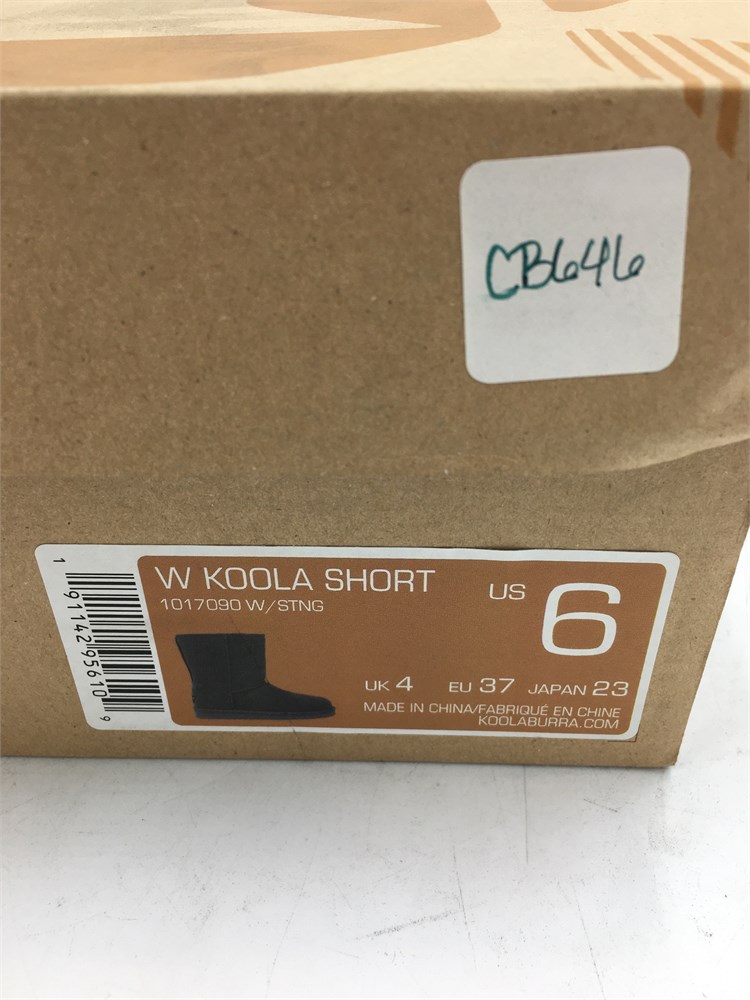 CB646
W KOOLA SHORT
1017090 W/STNG
US 6
UK 4 EU 37 JAPAN 23
MADE IN CHINA/FABRIQUÉ EN CHINE
KOOLABURRA.COM
1 91142 95610 9